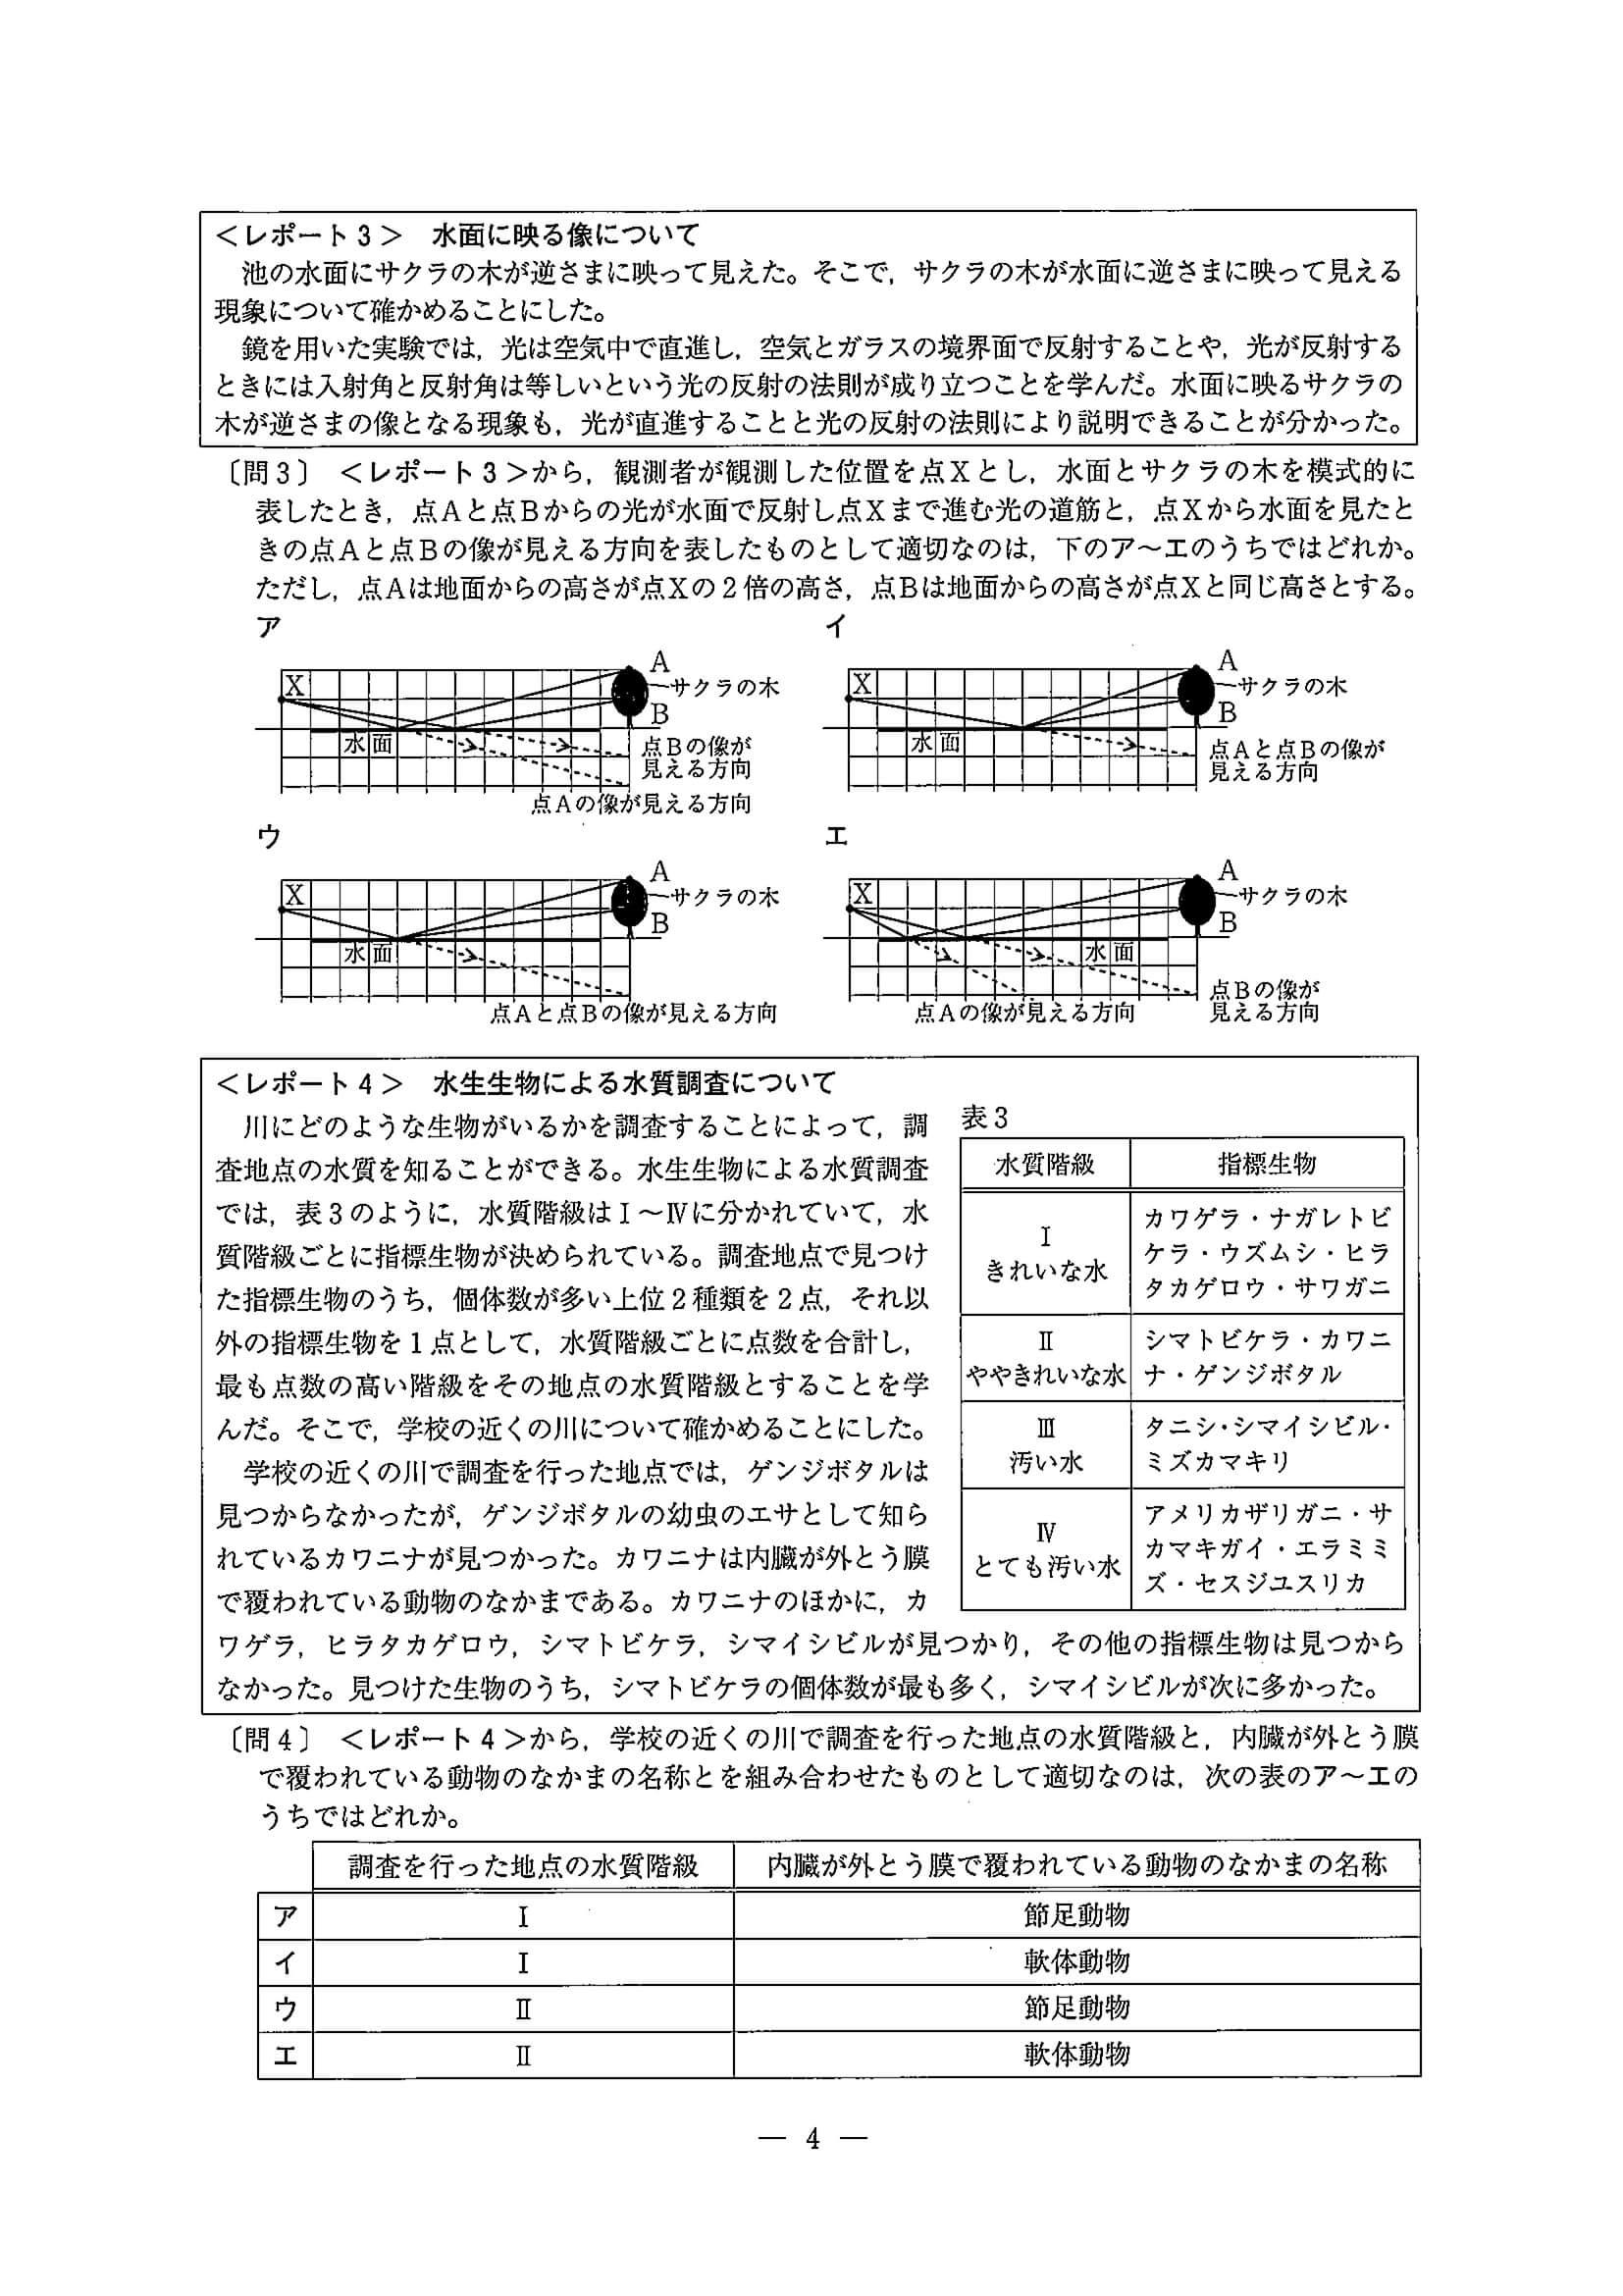 ＜レポート3＞　水面に映る像について
池の水面にサクラの木が逆さまに映って見えた。そこで，サクラの木が水面に逆さまに映って見える
現象について確かめることにした。
鏡を用いた実験では，光は空気中で直進し，空気とガラスの境界面で反射することや，光が反射する
ときには入射角と反射角は等しいという光の反射の法則が成り立つことを学んだ。水面に映るサクラの
木が逆さまの像となる現象も，光が直進することと光の反射の法則により説明できることが分かった。
〔問3〕　＜レポート3＞から，観測者が観測した位置を点Xとし，水面とサクラの木を模式的に
表したとき，点Aと点Bからの光が水面で反射し点Xまで進む光の道筋と，点Xから水面を見たと
きの点Aと点Bの像が見える方向を表したものとして適切なのは，下のア〜エのうちではどれか。
ただし，点Aは地面からの高さが点Xの2倍の高さ，点Bは地面からの高さが点Xと同じ高さとする。
ア
X
A
サクラの木
B
水面
点Bの像が
見える方向
点Aの像が見える方向
イ
X
A
サクラの木
B
水面
点Aと点Bの像が
見える方向
ウ
X
A
サクラの木
B
水面
点Aと点Bの像が見える方向
エ
X
A
サクラの木
B
水面
点Bの像が
見える方向
点Aの像が見える方向
＜レポート4＞　水生生物による水質調査について
川にどのような生物がいるかを調査することによって，調
査地点の水質を知ることができる。水生生物による水質調査
では，表3のように，水質階級はⅠ〜Ⅳに分かれていて，水
質階級ごとに指標生物が決められている。調査地点で見つけ
た指標生物のうち，個体数が多い上位2種類を2点，それ以
外の指標生物を1点として，水質階級ごとに点数を合計し，
最も点数の高い階級をその地点の水質階級とすることを学
んだ。そこで，学校の近くの川について確かめることにした。
学校の近くの川で調査を行った地点では，ゲンジボタルは
見つからなかったが，ゲンジボタルの幼虫のエサとして知ら
れているカワニナが見つかった。カワニナは内臓が外とう膜
で覆われている動物のなかまである。カワニナのほかに，カ
ワゲラ，ヒラタカゲロウ，シマトビケラ，シマイシビルが見つかり，その他の指標生物は見つから
なかった。見つけた生物のうち，シマトビケラの個体数が最も多く，シマイシビルが次に多かった。
表3
水質階級　指標生物
Ⅰ
きれいな水
カワゲラ・ナガレトビ
ケラ・ウズムシ・ヒラ
タカゲロウ・サワガニ
Ⅱ
ややきれいな水
シマトビケラ・カワニ
ナ・ゲンジボタル
Ⅲ
汚い水
タニシ・シマイシビル・
ミズカマキリ
Ⅳ
とても汚い水
アメリカザリガニ・サ
カマキガイ・エラミミ
ズ・セスジユスリカ
〔問4〕　＜レポート4＞から，学校の近くの川で調査を行った地点の水質階級と，内臓が外とう膜
で覆われている動物のなかまの名称とを組み合わせたものとして適切なのは，次の表のア〜エの
うちではどれか。
調査を行った地点の水質階級　内臓が外とう膜で覆われている動物のなかまの名称
ア　Ⅰ　節足動物
イ　Ⅰ　軟体動物
ウ　Ⅱ　節足動物
エ　Ⅱ　軟体動物
— 4 —